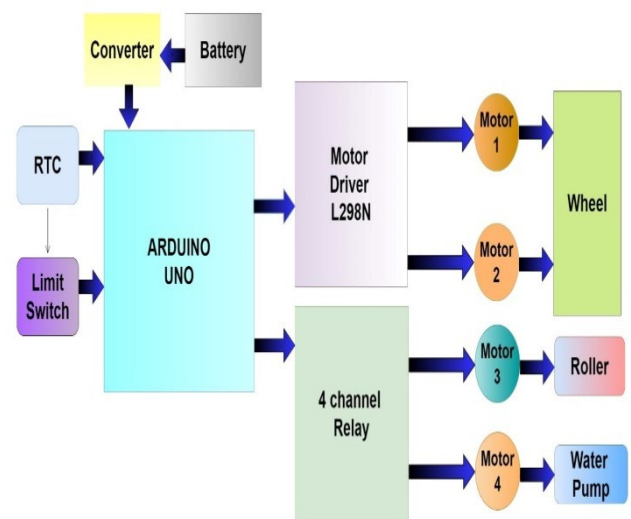 Converter
Battery
RTC
Limit
Switch
ARDUINO
UNO
Motor
Driver
L298N
4 channel
Relay
Motor
1
Motor
2
Motor
3
Motor
4
Wheel
Roller
Water
Pump